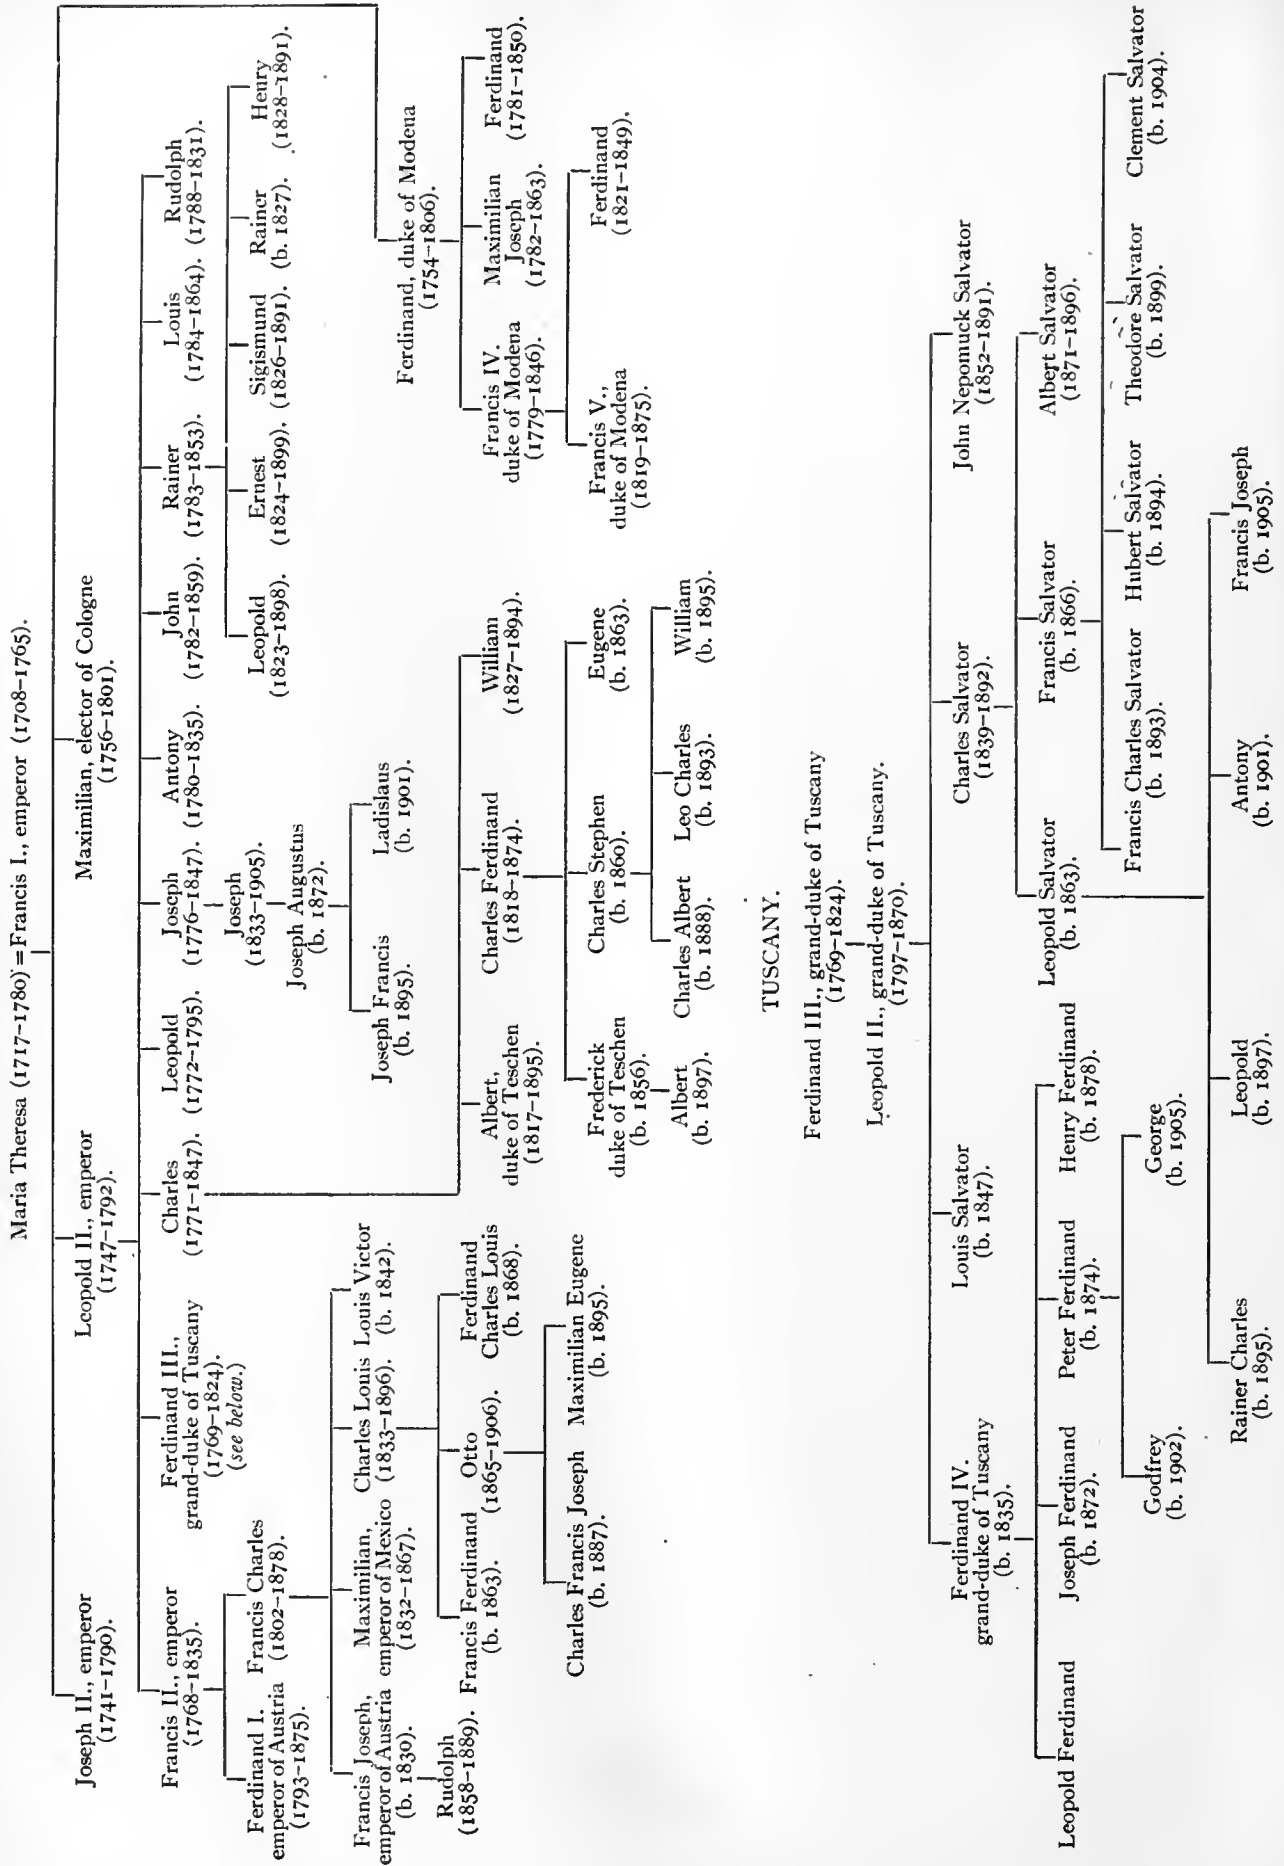 Maria Theresa (1717-1780) = Francis I., emperor (1708-1765).
Joseph II., emperor
(1741-1790).
Leopold II., emperor
(1747-1792).
Maximilian, elector of Cologne
(1756-1801).
Francis II., emperor
(1768-1835).
Ferdinand III.,
grand-duke of Tuscany
(1769-1824).
(see below.)
Charles
(1771-1847).
Leopold
(1772-1795).
Joseph
(1776-1847).
Antony
(1780-1835).
John
(1782-1859).
Rainer
(1783-1853).
Louis
(1784-1864).
Rudolph
(1788-1831).
Ferdinand I.
emperor of Austria
(1793-1875).
Francis Charles
(1802-1878).
Joseph
(1833-1905).
Leopold
(1823-1898).
Ernest
(1824-1899).
Sigismund
(1826-1891).
Rainer
(b. 1827).
Henry
(1828-1891).
Joseph Augustus
(b. 1872).
Francis Joseph,
emperor of Austria
(b. 1830).
Maximilian,
emperor of Mexico
(1832-1867).
Charles Louis
(1833-1896).
Louis Victor
(b. 1842).
Joseph Francis
(b. 1895).
Ladislaus
(b. 1901).
Ferdinand, duke of Modena
(1754-1806).
Rudolph
(1858-1889).
Francis Ferdinand
(b. 1863).
Otto
(1865-1906).
Ferdinand
Charles Louis
(b. 1868).
Albert,
duke of Teschen
(1817-1895).
Charles Ferdinand
(1818-1874).
William
(1827-1894).
Francis IV.
duke of Modena
(1779-1846).
Maximilian
Joseph
(1782-1863).
Ferdinand
(1781-1850).
Charles Francis Joseph
(b. 1887).
Maximilian Eugene
(b. 1895).
Frederick
duke of Teschen
(b. 1856).
Charles Stephen
(b. 1860).
Eugene
(b. 1863).
Francis V.,
duke of Modena
(1819-1875).
Ferdinand
(1821-1849).
Albert
(b. 1897).
Charles Albert
(b. 1888).
Leo Charles
(b. 1893).
William
(b. 1895).
TUSCANY.
Ferdinand III., grand-duke of Tuscany
(1769-1824).
Leopold II., grand-duke of Tuscany.
(1797-1870).
Ferdinand IV.
grand-duke of Tuscany
(b. 1835).
Louis Salvator
(b. 1847).
Charles Salvator
(1839-1892).
John Nepomuck Salvator
(1852-1891).
Leopold Ferdinand
Joseph Ferdinand
(b. 1872).
Peter Ferdinand
(b. 1874).
Henry Ferdinand
(b. 1878).
Leopold Salvator
(b. 1863).
Francis Salvator
(b. 1866).
Albert Salvator
(1871-1896).
Godfrey
(b. 1902).
George
(b. 1905).
Francis Charles Salvator
(b. 1893).
Hubert Salvator
(b. 1894).
Theodore Salvator
(b. 1899).
Clement Salvator
(b. 1904).
Rainer Charles
(b. 1895).
Leopold
(b. 1897).
Antony
(b. 1901).
Francis Joseph
(b. 1905).